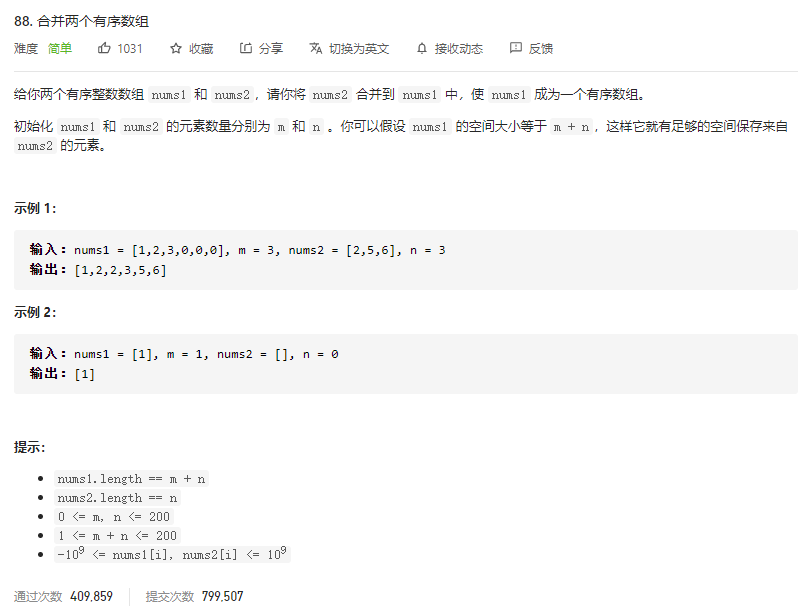 88. 合并两个有序数组
难度 简单 1031 收藏 分享 切换为英文 接收动态 反馈
给你两个有序整数数组 nums1 和 nums2，请你将 nums2 合并到 nums1 中，使 nums1 成为一个有序数组。
初始化 nums1 和 nums2 的元素数量分别为 m 和 n 。你可以假设 nums1 的空间大小等于 m + n，这样它就有足够的空间保存来自
nums2 的元素。
示例 1：
输入：nums1 = [1,2,3,0,0,0], m = 3, nums2 = [2,5,6], n = 3
输出：[1,2,2,3,5,6]
示例 2：
输入：nums1 = [1], m = 1, nums2 = [], n = 0
输出：[1]
提示：
nums1.length == m + n
nums2.length == n
0 <= m, n <= 200
1 <= m + n <= 200
-10⁹ <= nums1[i], nums2[i] <= 10⁹
通过次数 409,859 提交次数 799,507